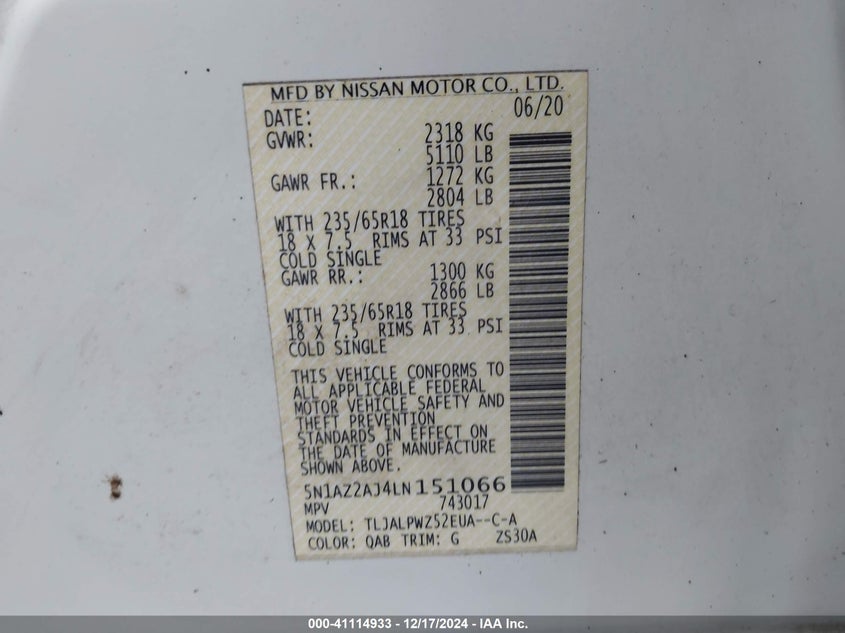 MFD BY NISSAN MOTOR CO., LTD.
DATE: 06/20
GVWR: 2318 KG
5110 LB
GAWR FR.: 1272 KG
2804 LB
WITH 235/65R18 TIRES
18 X 7.5 RIMS AT 33 PSI
COLD SINGLE
GAWR RR.: 1300 KG
2866 LB
WITH 235/65R18 TIRES
18 X 7.5 RIMS AT 33 PSI
COLD SINGLE
THIS VEHICLE CONFORMS TO
ALL APPLICABLE FEDERAL
MOTOR VEHICLE SAFETY AND
THEFT PREVENTION
STANDARDS IN EFFECT ON
THE DATE OF MANUFACTURE
SHOWN ABOVE.
5N1AZ2AJ4LN151066
MPV 743017
MODEL: TLJALPWZ52EUA--C-A
COLOR: QAB TRIM: G ZS30A
000-41114933 - 12/17/2024 - IAA Inc.